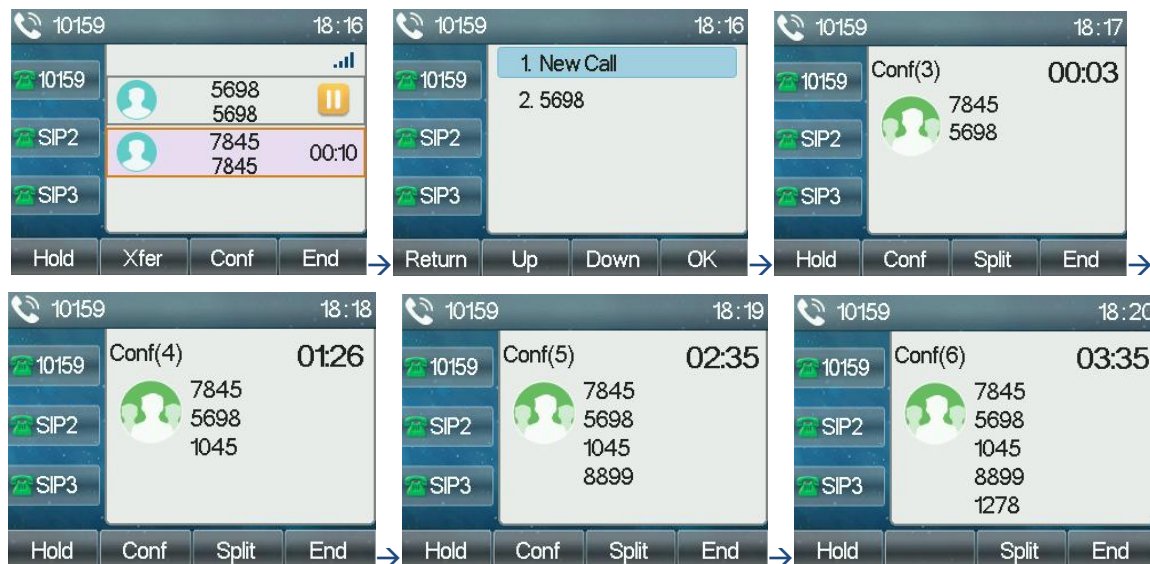 10159 18:16
10159
SIP2
SIP3
5698
5698
7845
7845
00:10
Hold Xfer Conf End
→
10159 18:16
10159
SIP2
SIP3
1. New Call
2. 5698
Return Up Down OK
→
10159 18:17
10159
SIP2
SIP3
Conf(3) 00:03
7845
5698
Hold Conf Split End
→
10159 18:18
10159
SIP2
SIP3
Conf(4) 01:26
7845
5698
1045
Hold Conf Split End
→
10159 18:19
10159
SIP2
SIP3
Conf(5) 02:35
7845
5698
1045
8899
Hold Conf Split End
→
10159 18:20
10159
SIP2
SIP3
Conf(6) 03:35
7845
5698
1045
8899
1278
Hold Split End